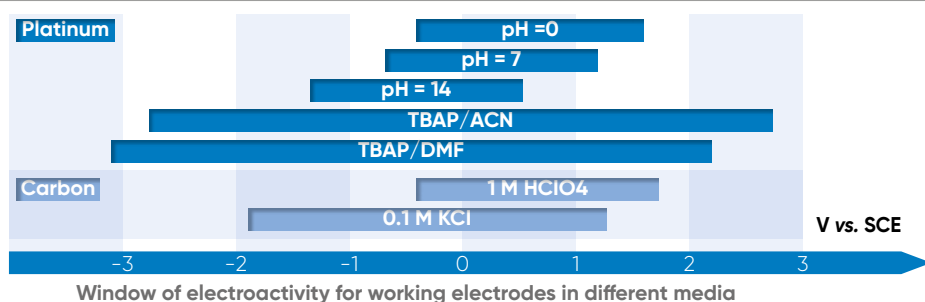 Platinum
pH =0
pH = 7
pH = 14
TBAP/ACN
TBAP/DMF
Carbon
1 M HClO4
0.1 M KCl
V vs. SCE
-3 -2 -1 0 1 2 3
Window of electroactivity for working electrodes in different media